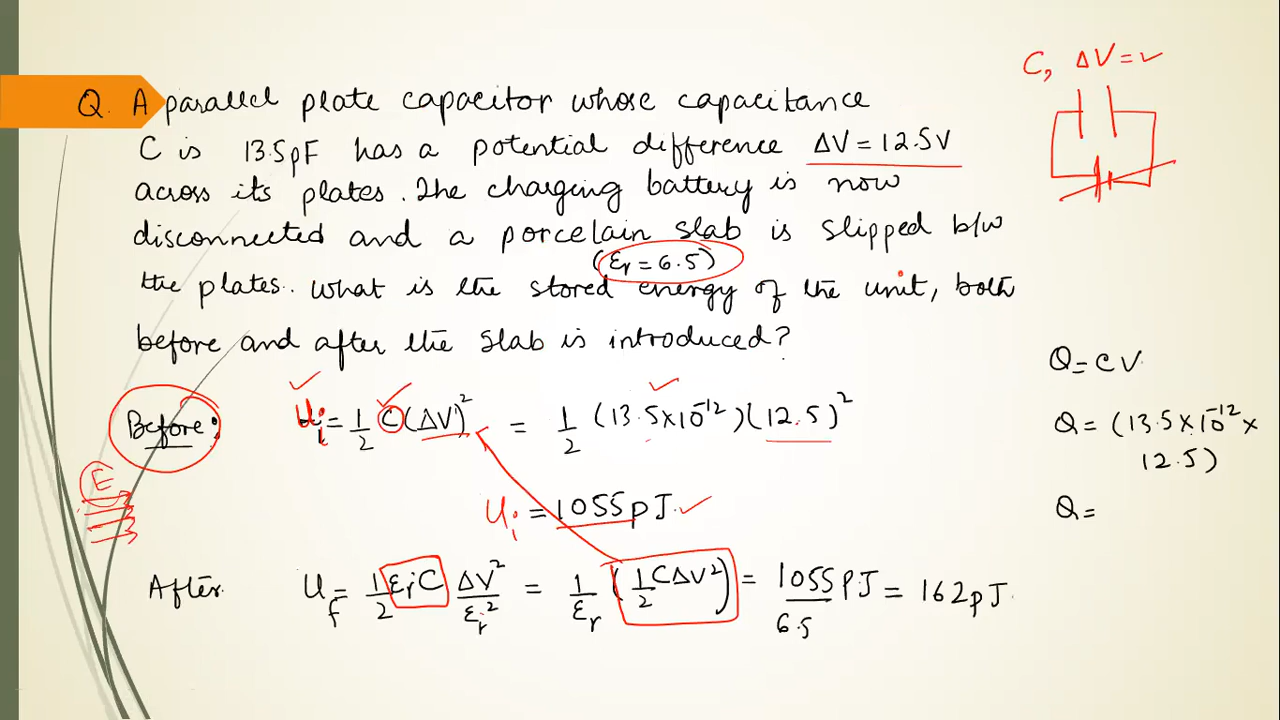 C, ΔV = ✓
Q. A parallel plate capacitor whose capacitance
C is 13.5pF has a potential difference ΔV = 12.5V
across its plates. The charging battery is now
disconnected and a porcelain slab is slipped b/w
(εr = 6.5)
the plates. What is the stored energy of the unit, both
before and after the slab is introduced?
Before: Ui = 1/2 C (ΔV)² = 1/2 (13.5×10⁻¹²)(12.5)²
Ui = 1055 pJ ✓
E
After Uf = 1/2 εrC ΔV²/εr² = 1/εr (1/2 CΔV²) = 1055/6.5 PJ = 162pJ
Q = CV
Q = (13.5×10⁻¹² ×
12.5)
Q =